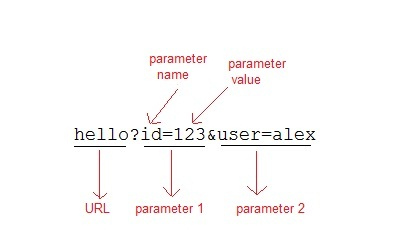 parameter
name
parameter
value
hello?id=123&user=alex
URL
parameter 1
parameter 2